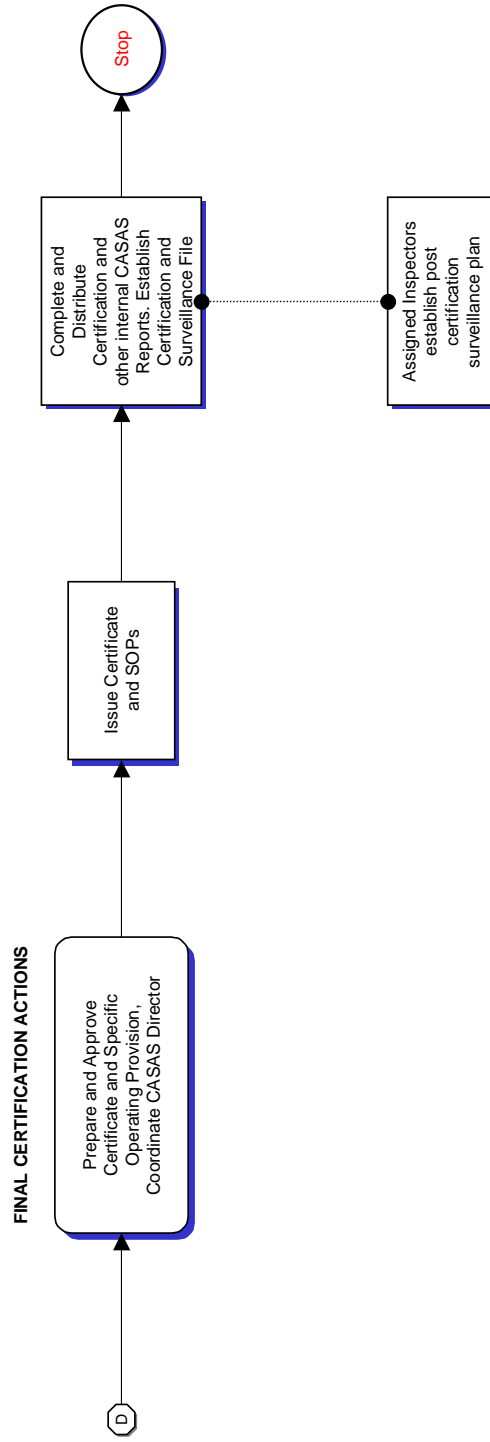 FINAL CERTIFICATION ACTIONS
D
Prepare and Approve
Certificate and Specific
Operating Provision,
Coordinate CASAS Director
Issue Certificate
and SOPs
Complete and
Distribute
Certification and
other internal CASAS
Reports. Establish
Certification and
Surveillance File
Stop
Assigned Inspectors
establish post
certification
surveillance plan